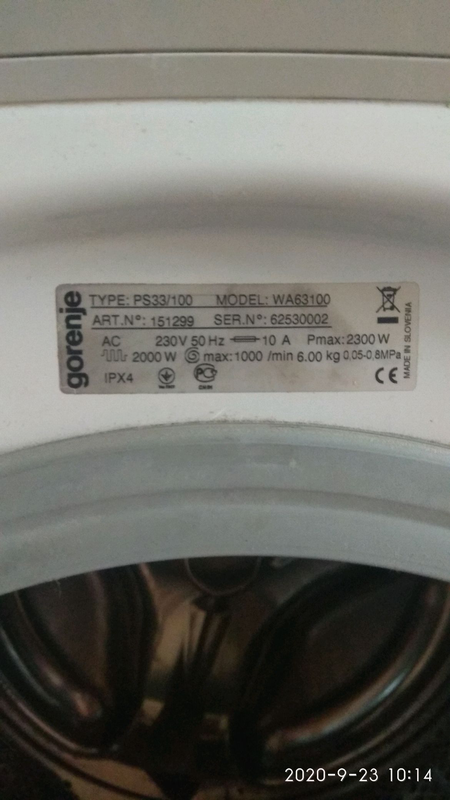 gorenje
TYPE: PS33/100 MODEL: WA63100
ART.Nº: 151299 SER.Nº: 62530002
AC 230V 50 Hz 10 A Pmax: 2300 W
2000 W max: 1000 /min 6.00 kg 0,05-0,8MPa
IPX4 CE
MADE IN SLOVENIA
2020-9-23 10:14